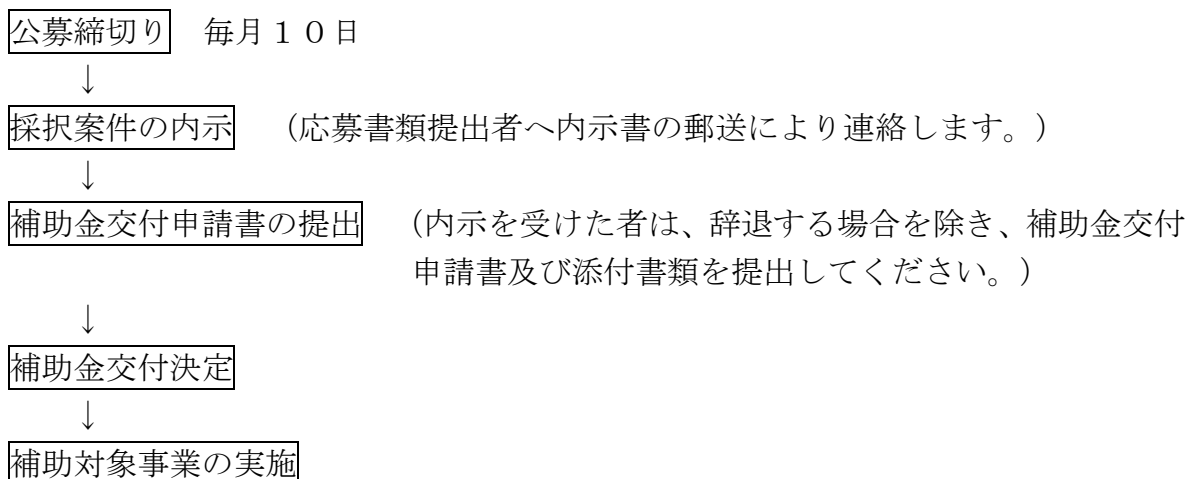 公募締切り　毎月１０日
↓
採択案件の内示　（応募書類提出者へ内示書の郵送により連絡します。）
↓
補助金交付申請書の提出　（内示を受けた者は、辞退する場合を除き、補助金交付
申請書及び添付書類を提出してください。）
↓
補助金交付決定
↓
補助対象事業の実施